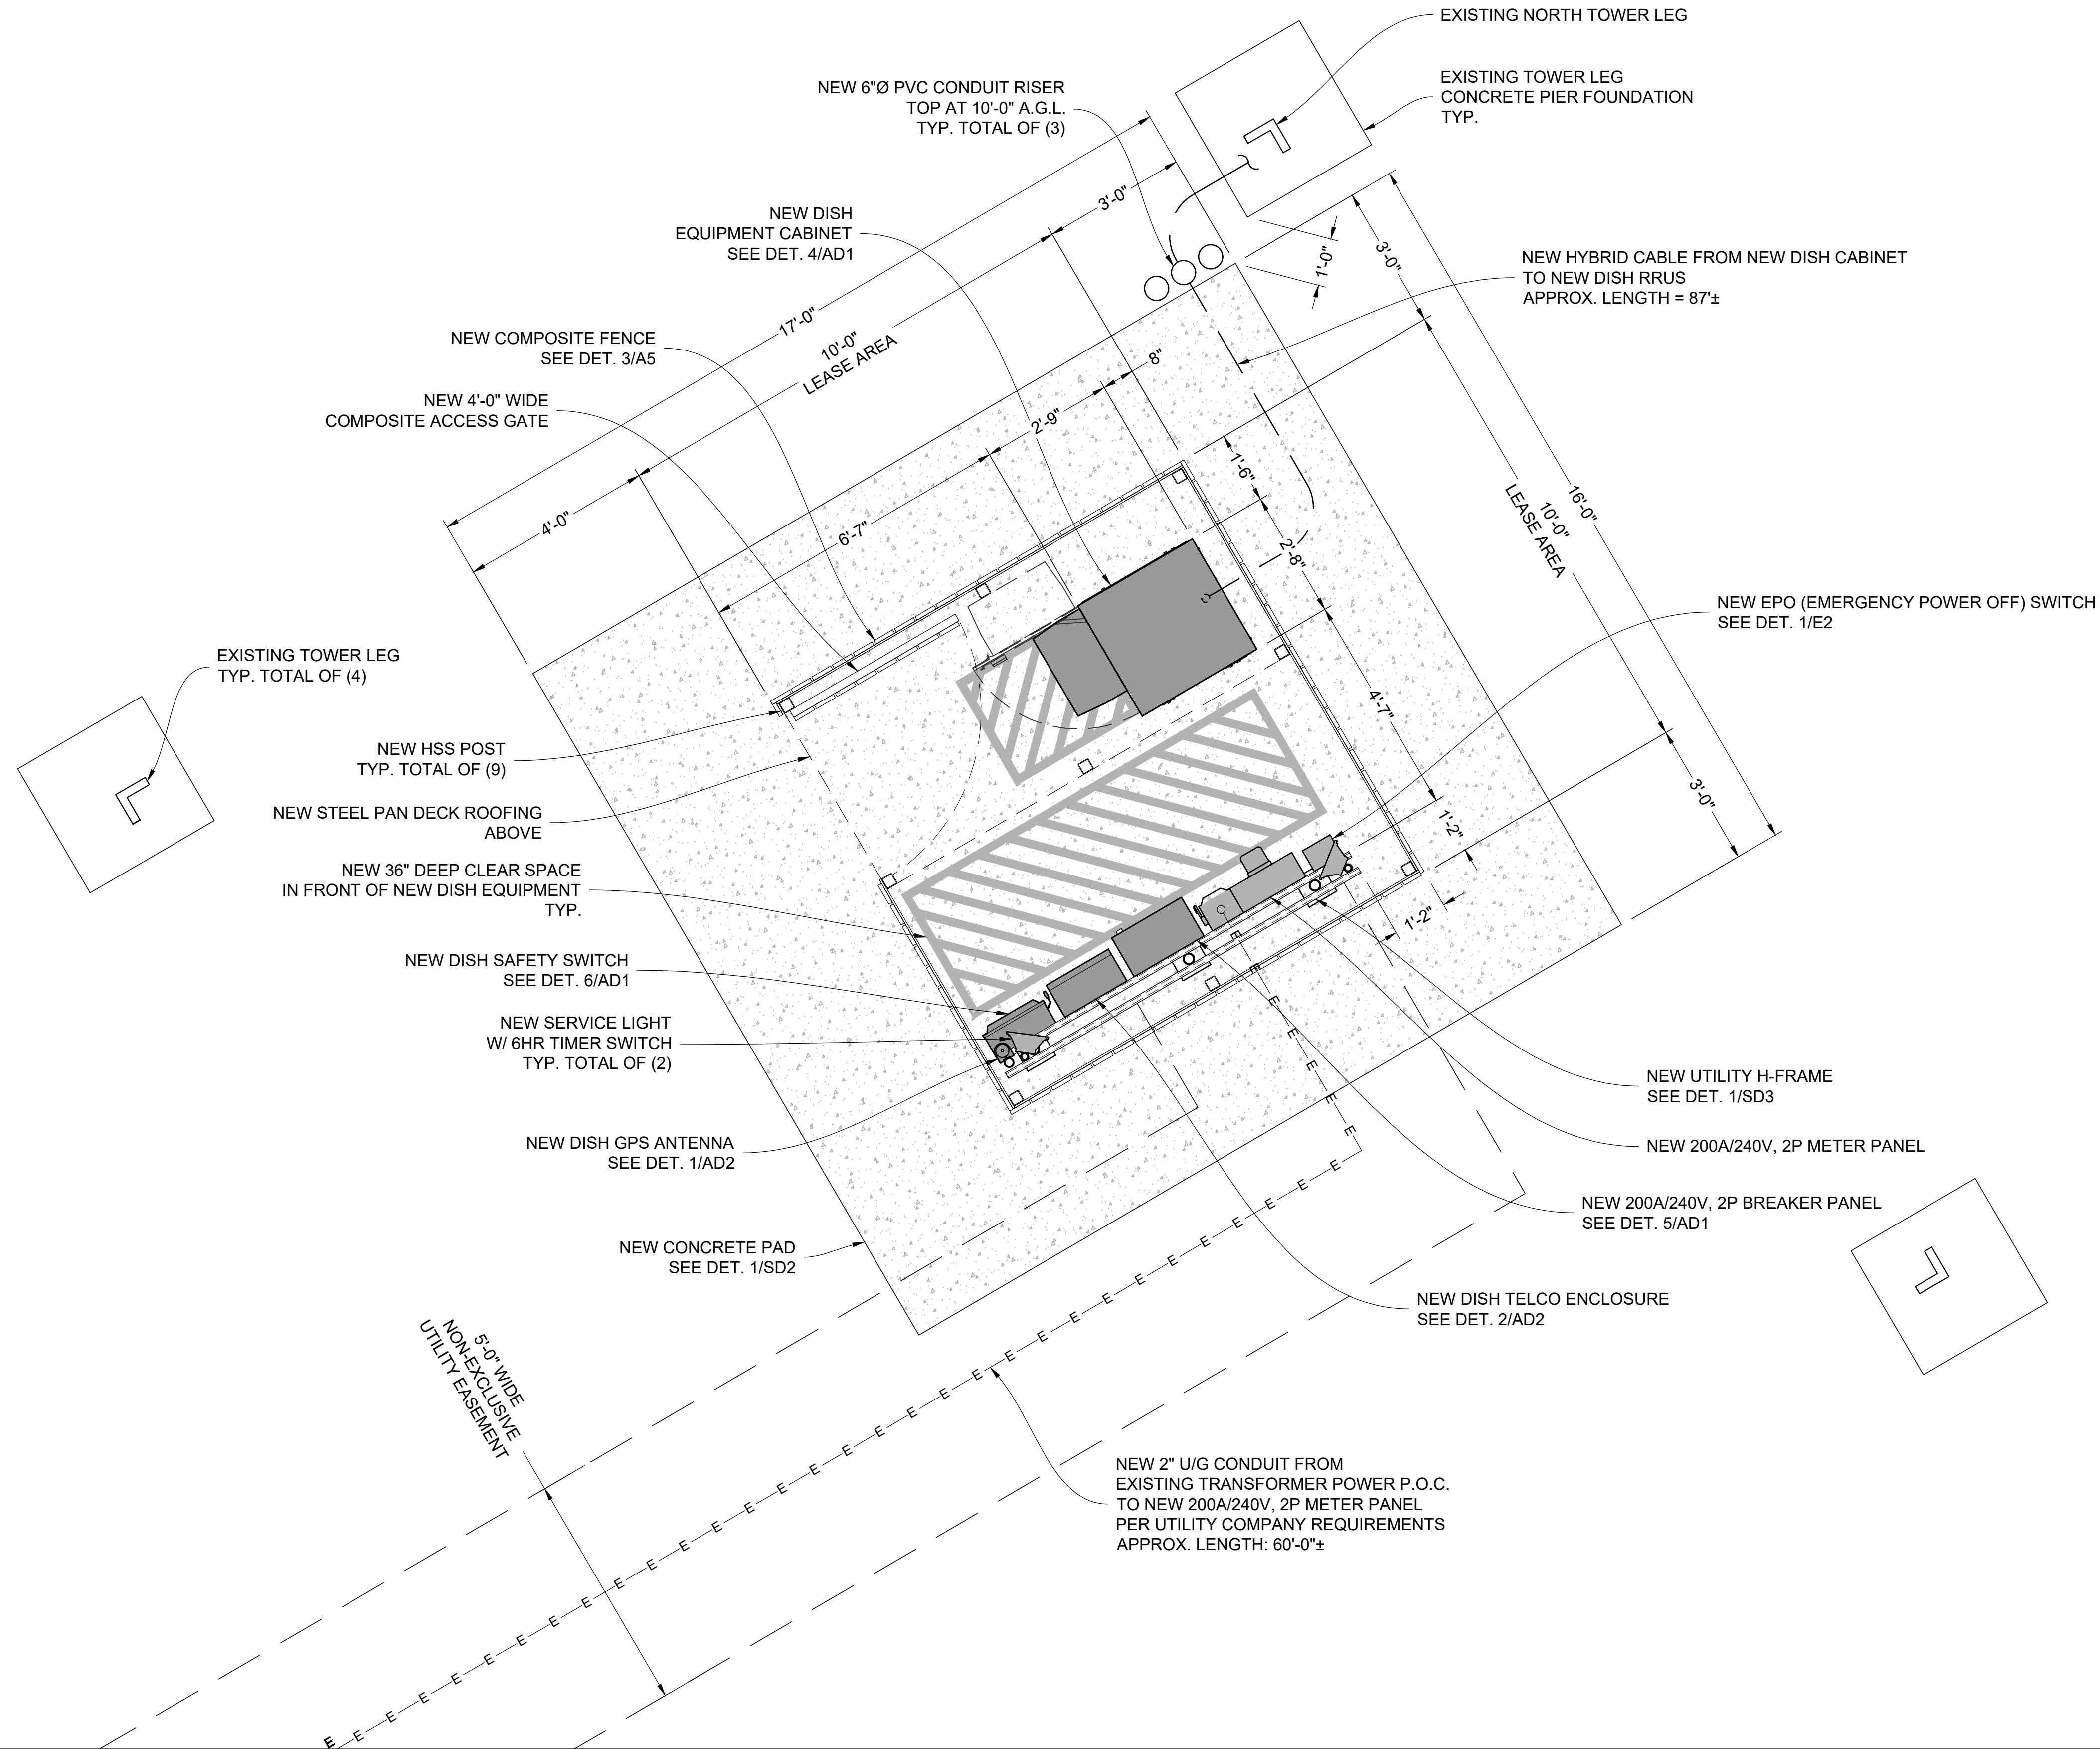 EXISTING NORTH TOWER LEG
EXISTING TOWER LEG
CONCRETE PIER FOUNDATION
TYP.
NEW 6"Ø PVC CONDUIT RISER
TOP AT 10'-0" A.G.L.
TYP. TOTAL OF (3)
NEW DISH
EQUIPMENT CABINET
SEE DET. 4/AD1
NEW HYBRID CABLE FROM NEW DISH CABINET
TO NEW DISH RRUS
APPROX. LENGTH = 87'±
NEW COMPOSITE FENCE
SEE DET. 3/A5
NEW 4'-0" WIDE
COMPOSITE ACCESS GATE
17'-0"
10'-0"
LEASE AREA
3'-0"
4'-0"
6'-7"
2'-9"
8"
1'-0"
3'-0"
16'-0"
10'-0"
LEASE AREA
3'-0"
1'-6"
2'-8"
4'-7"
1'-2"
1'-2"
NEW EPO (EMERGENCY POWER OFF) SWITCH
SEE DET. 1/E2
EXISTING TOWER LEG
TYP. TOTAL OF (4)
NEW HSS POST
TYP. TOTAL OF (9)
NEW STEEL PAN DECK ROOFING
ABOVE
NEW 36" DEEP CLEAR SPACE
IN FRONT OF NEW DISH EQUIPMENT
TYP.
NEW DISH SAFETY SWITCH
SEE DET. 6/AD1
NEW SERVICE LIGHT
W/ 6HR TIMER SWITCH
TYP. TOTAL OF (2)
NEW DISH GPS ANTENNA
SEE DET. 1/AD2
NEW CONCRETE PAD
SEE DET. 1/SD2
NEW UTILITY H-FRAME
SEE DET. 1/SD3
NEW 200A/240V, 2P METER PANEL
NEW 200A/240V, 2P BREAKER PANEL
SEE DET. 5/AD1
NEW DISH TELCO ENCLOSURE
SEE DET. 2/AD2
5'-0" WIDE
NON-EXCLUSIVE
UTILITY EASEMENT
NEW 2" U/G CONDUIT FROM
EXISTING TRANSFORMER POWER P.O.C.
TO NEW 200A/240V, 2P METER PANEL
PER UTILITY COMPANY REQUIREMENTS
APPROX. LENGTH: 60'-0"±
E E E E E E E E
E E E E E E E E E E E E E E E E E E E E E E E E E E E E E E E E